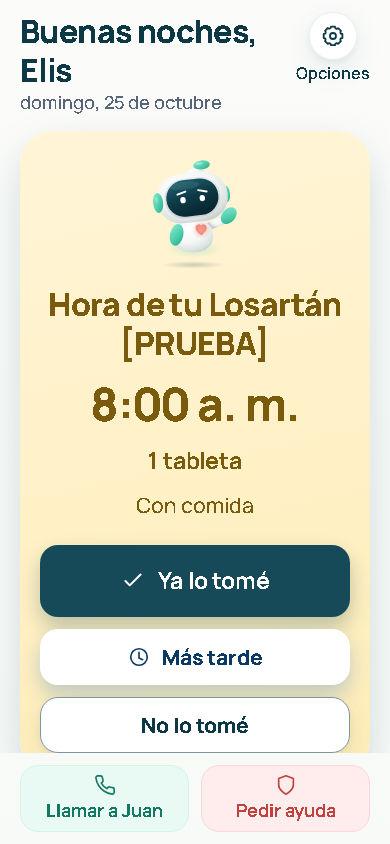 Buenas noches,
Elis
Opciones
domingo, 25 de octubre
Hora de tu Losartán
[PRUEBA]
8:00 a. m.
1 tableta
Con comida
Ya lo tomé
Más tarde
No lo tomé
Llamar a Juan
Pedir ayuda